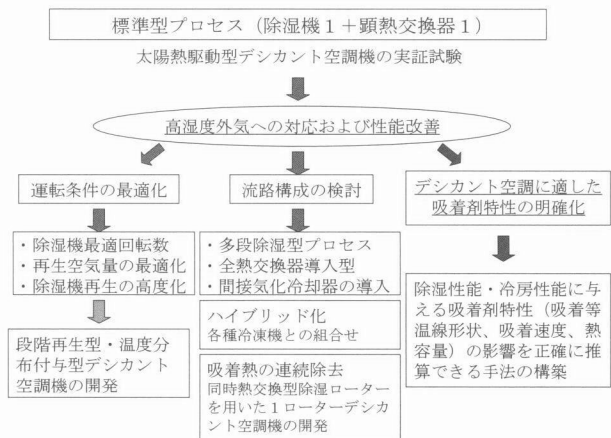 標準型プロセス（除湿機１＋顕熱交換器１）
太陽熱駆動型デシカント空調機の実証試験
高湿度外気への対応および性能改善
運転条件の最適化
・除湿機最適回転数
・再生空気量の最適化
・除湿機再生の高度化
段階再生型・温度分
布付与型デシカント
空調機の開発
流路構成の検討
・多段除湿型プロセス
・全熱交換器導入型
・間接気化冷却器の導入
ハイブリッド化
各種冷凍機との組合せ
吸着熱の連続除去
同時熱交換型除湿ローター
を用いた１ローターデシカ
ント空調機の開発
デシカント空調に適した
吸着剤特性の明確化
除湿性能・冷房性能に与
える吸着剤特性（吸着等
温線形状、吸着速度、熱
容量）の影響を正確に推
算できる手法の構築